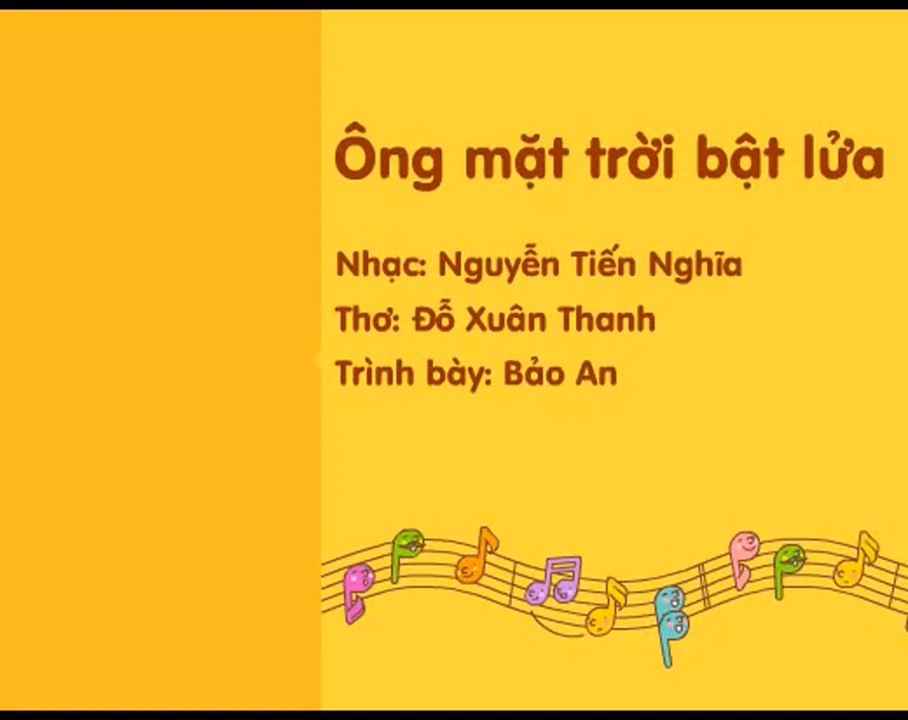 Ông mặt trời bật lửa
Nhạc: Nguyễn Tiến Nghĩa
Thơ: Đỗ Xuân Thanh
Trình bày: Bảo An